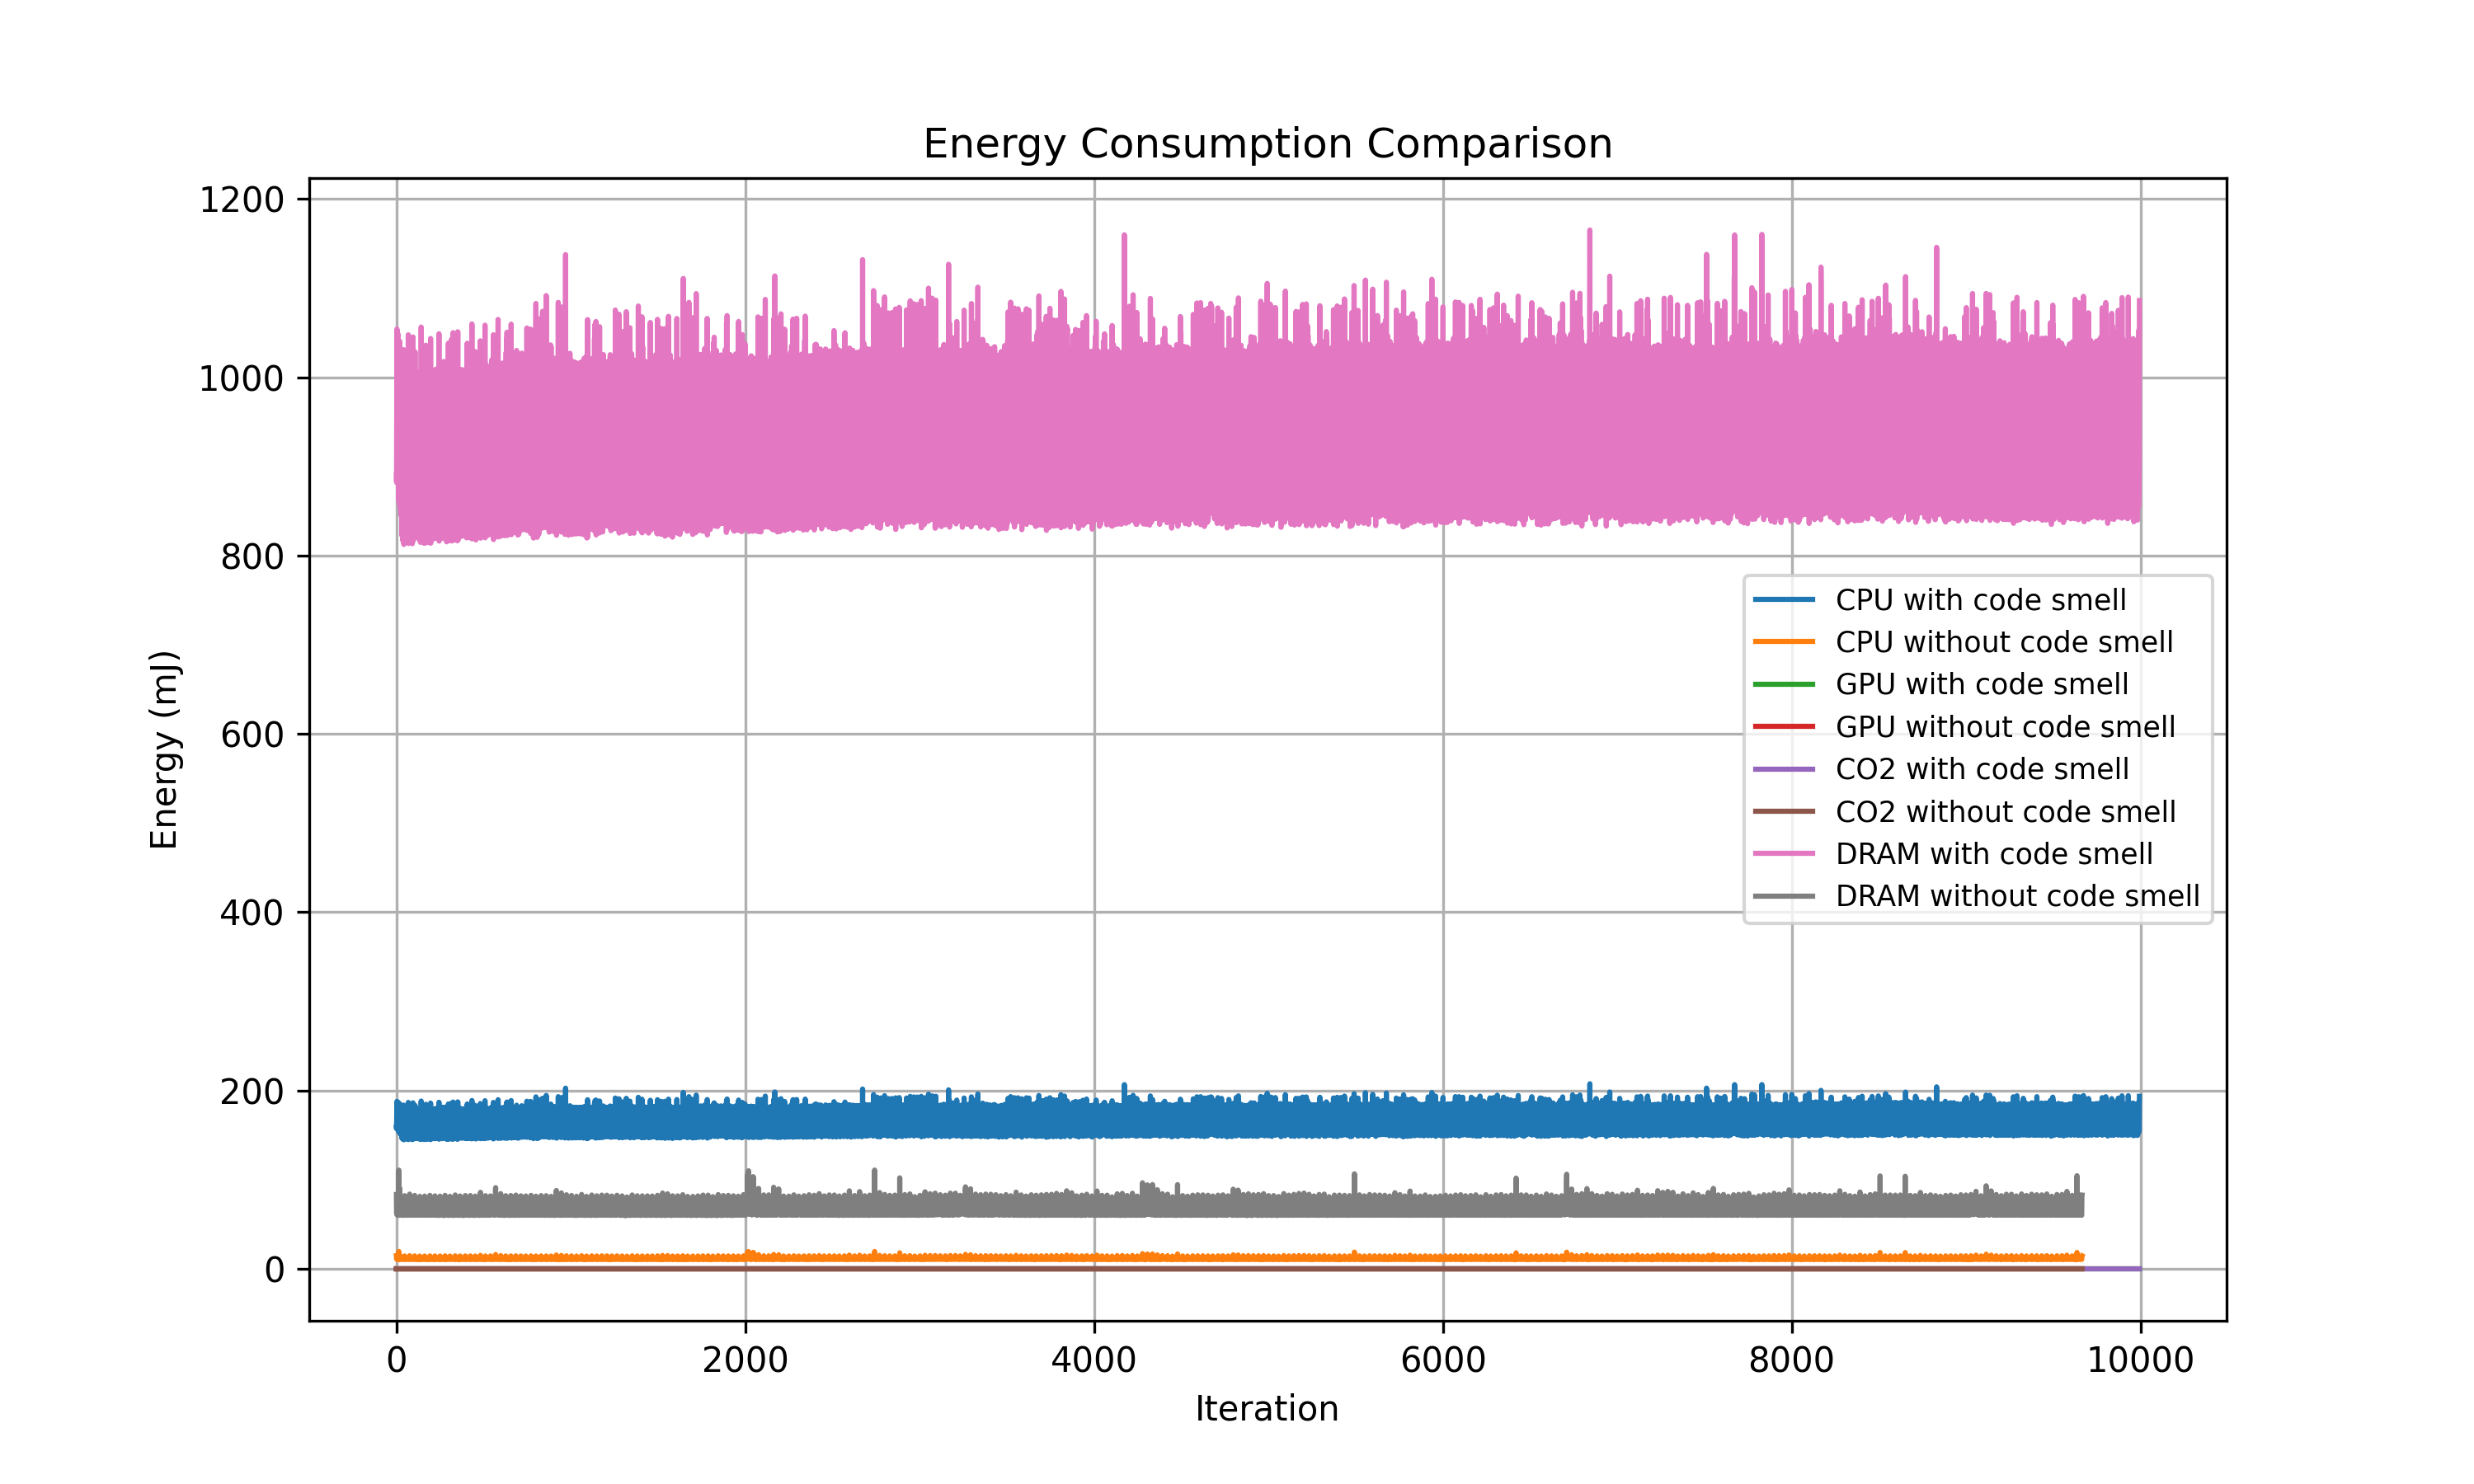 Energy Consumption Comparison
1200
1000
800
600
400
200
0
Energy (mJ)
CPU with code smell
CPU without code smell
GPU with code smell
GPU without code smell
CO2 with code smell
CO2 without code smell
DRAM with code smell
DRAM without code smell
0 2000 4000 6000 8000 10000
Iteration